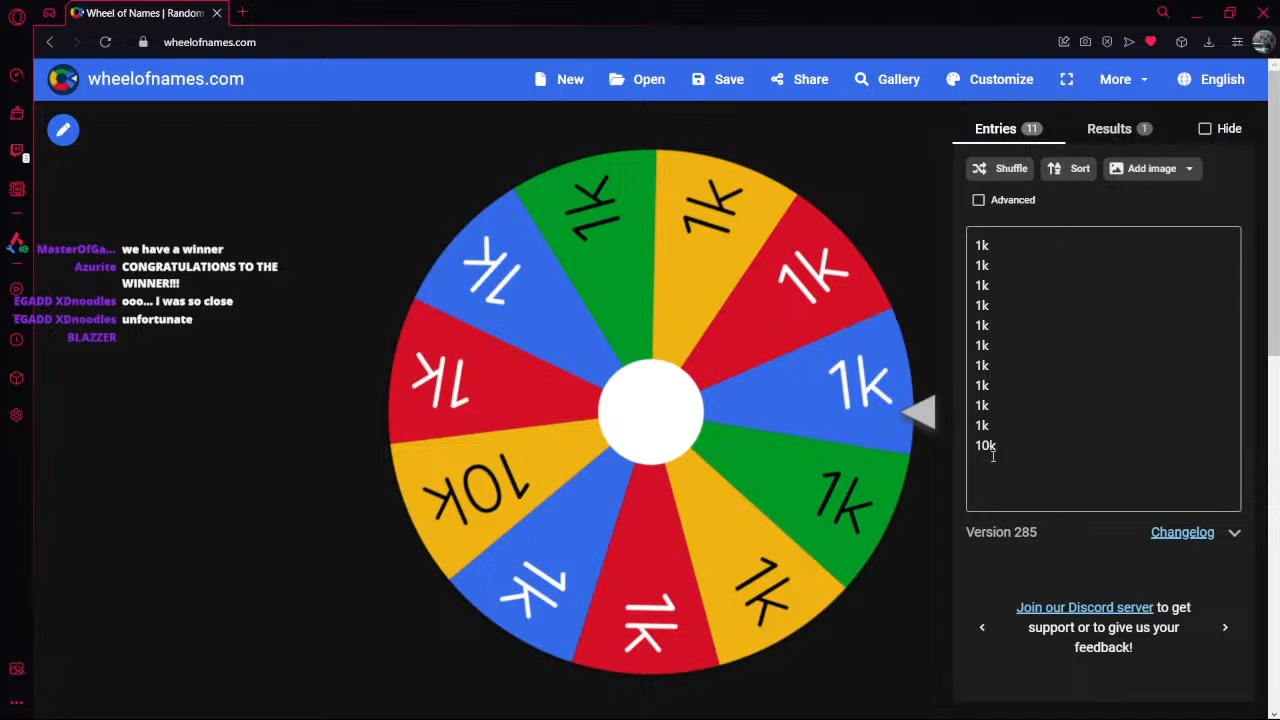 Wheel of Names | Random
wheelofnames.com
wheelofnames.com
New
Open
Save
Share
Gallery
Customize
More
English
Entries 11
Results 1
Hide
Shuffle
Sort
Add image
Advanced
1k
1k
1k
1k
1k
1k
1k
1k
1k
1k
10k
Version 285
Changelog
Join our Discord server to get
support or to give us your
feedback!
MasterOfGa... we have a winner
Azurite CONGRATULATIONS TO THE
WINNER!!!
EGADD XDnoodles ooo... I was so close
EGADD XDnoodles unfortunate
BLAZZER
1k
1k
1k
1k
1k
1k
1k
1k
10k
1k
1k